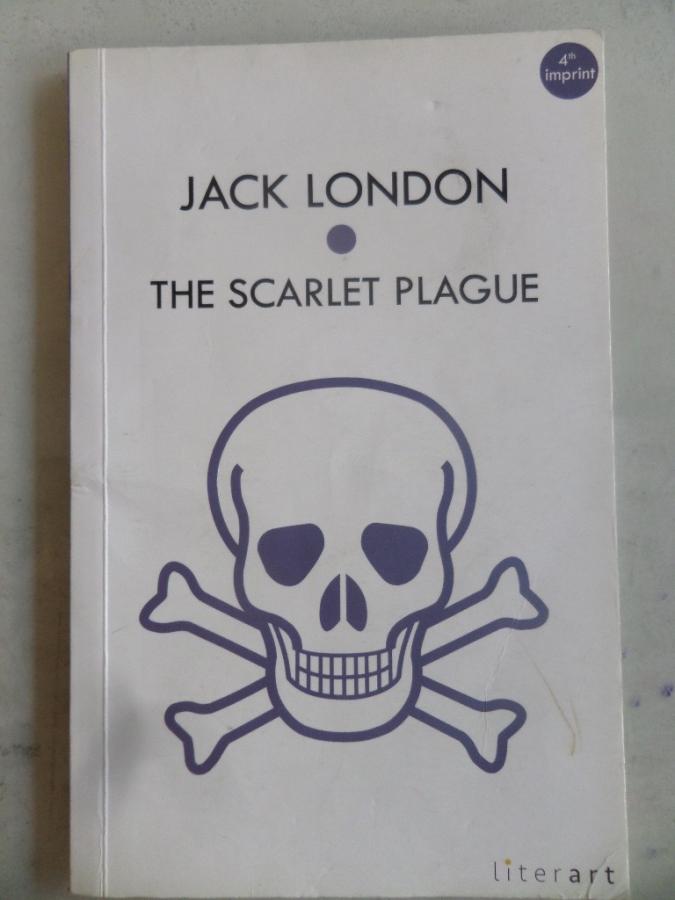 4th
imprint
JACK LONDON
THE SCARLET PLAGUE
literart